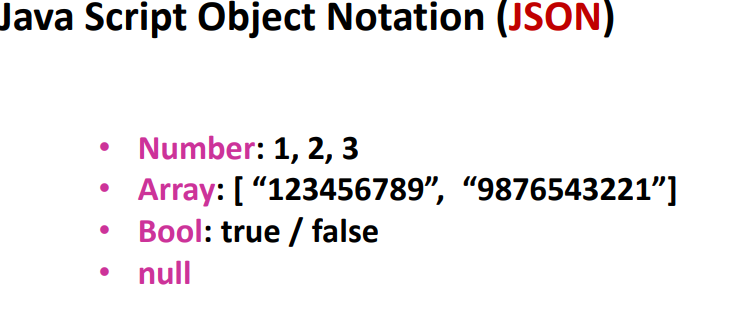 Java Script Object Notation (JSON)
• Number: 1, 2, 3
• Array: [ “123456789”, “9876543221”]
• Bool: true / false
• null